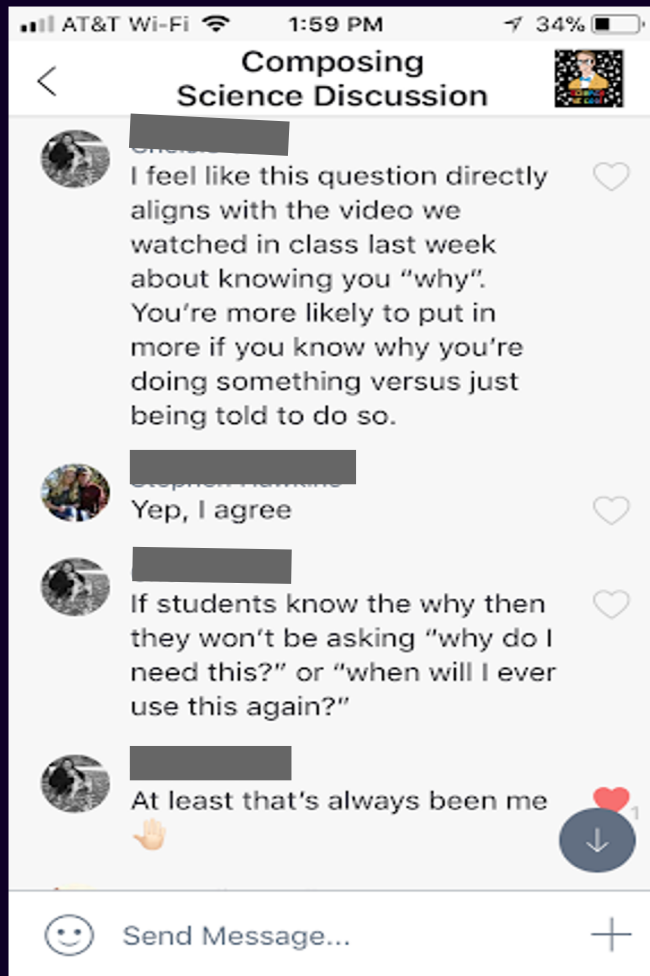 AT&T Wi-Fi 1:59 PM 34%
Composing
Science Discussion
I feel like this question directly
aligns with the video we
watched in class last week
about knowing you “why”.
You’re more likely to put in
more if you know why you’re
doing something versus just
being told to do so.
Yep, I agree
If students know the why then
they won’t be asking “why do I
need this?” or “when will I ever
use this again?”
At least that’s always been me
🤚🏻
1
Send Message...